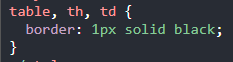 table, th, td {
  border: 1px solid black;
}